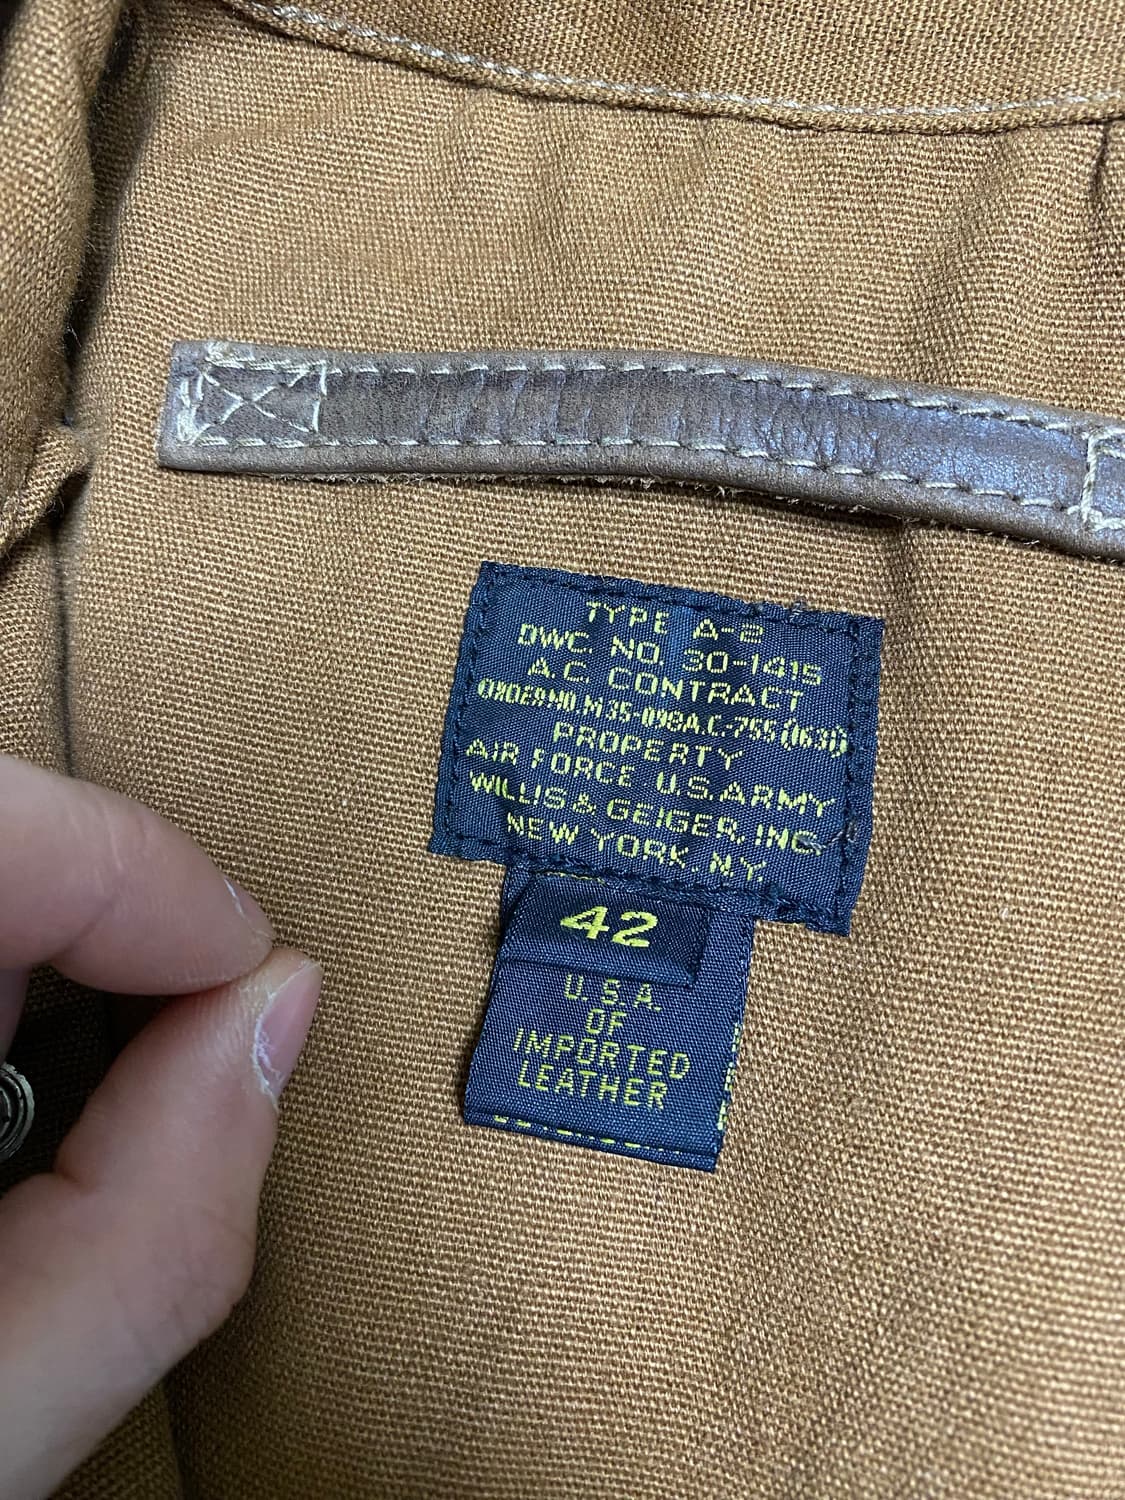 TYPE A-2
DWG. NO. 30-1415
A.C. CONTRACT
PROPERTY
AIR FORCE U.S. ARMY
WILLIS & GEIGER, INC.
NEW YORK, N.Y.
42
U.S.A.
OF
IMPORTED
LEATHER